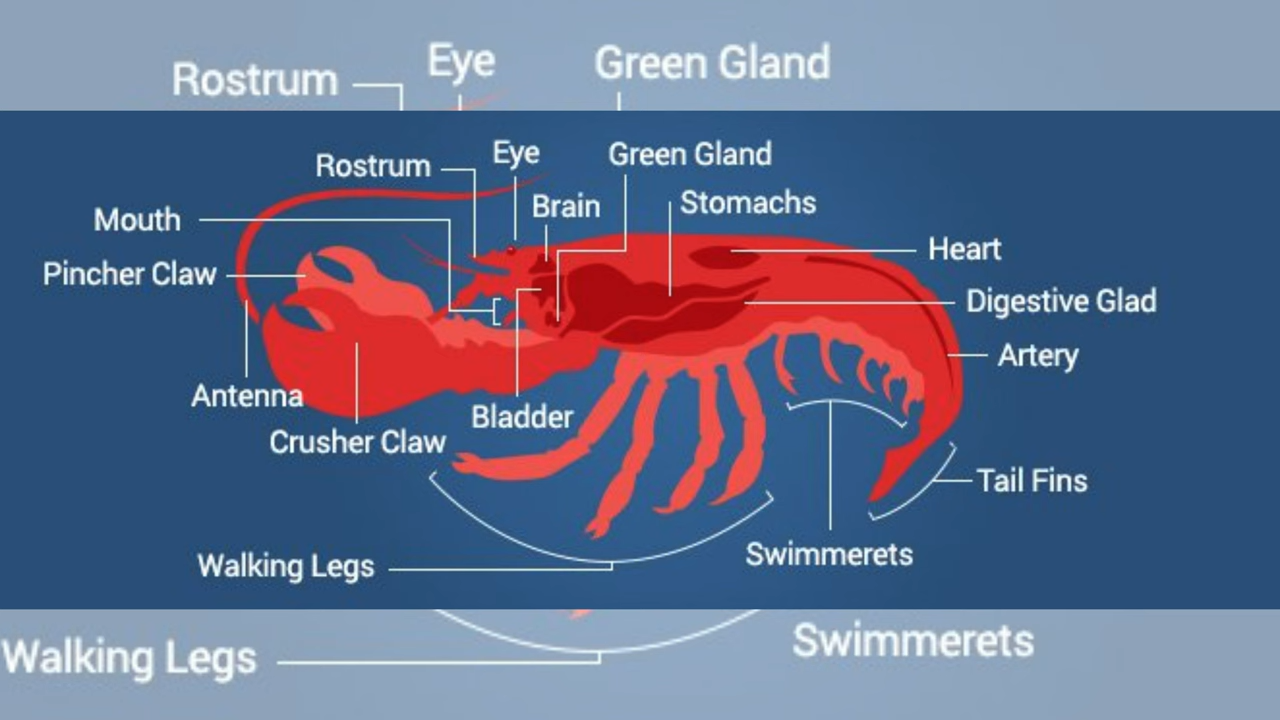 Rostrum
Eye
Green Gland
Rostrum
Eye
Green Gland
Mouth
Brain
Stomachs
Pincher Claw
Heart
Digestive Glad
Artery
Antenna
Bladder
Crusher Claw
Tail Fins
Walking Legs
Swimmerets
Walking Legs
Swimmerets